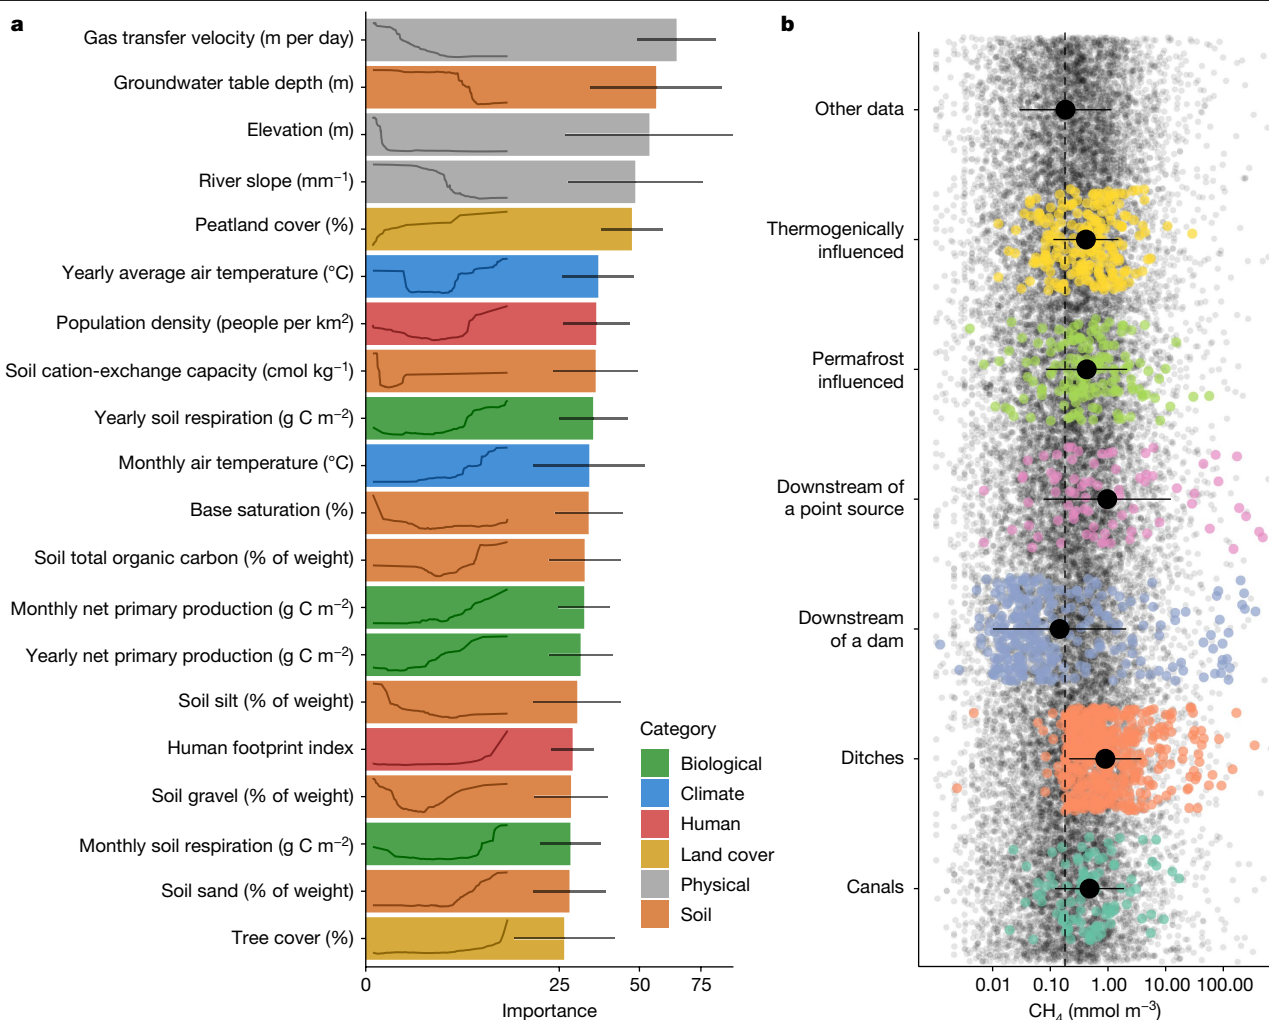 a
Gas transfer velocity (m per day)
Groundwater table depth (m)
Elevation (m)
River slope (mm⁻¹)
Peatland cover (%)
Yearly average air temperature (°C)
Population density (people per km²)
Soil cation-exchange capacity (cmol kg⁻¹)
Yearly soil respiration (g C m⁻²)
Monthly air temperature (°C)
Base saturation (%)
Soil total organic carbon (% of weight)
Monthly net primary production (g C m⁻²)
Yearly net primary production (g C m⁻²)
Soil silt (% of weight)
Human footprint index
Soil gravel (% of weight)
Monthly soil respiration (g C m⁻²)
Soil sand (% of weight)
Tree cover (%)
0 25 50 75
Importance
Category
Biological
Climate
Human
Land cover
Physical
Soil
b
Other data
Thermogenically
influenced
Permafrost
influenced
Downstream of
a point source
Downstream
of a dam
Ditches
Canals
0.01 0.10 1.00 10.00 100.00
CH₄ (mmol m⁻³)